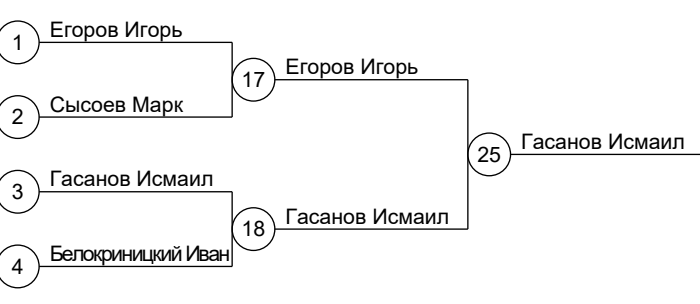 1 Егоров Игорь
17 Егоров Игорь
2 Сысоев Марк
25 Гасанов Исмаил
3 Гасанов Исмаил
18 Гасанов Исмаил
4 Белокриницкий Иван